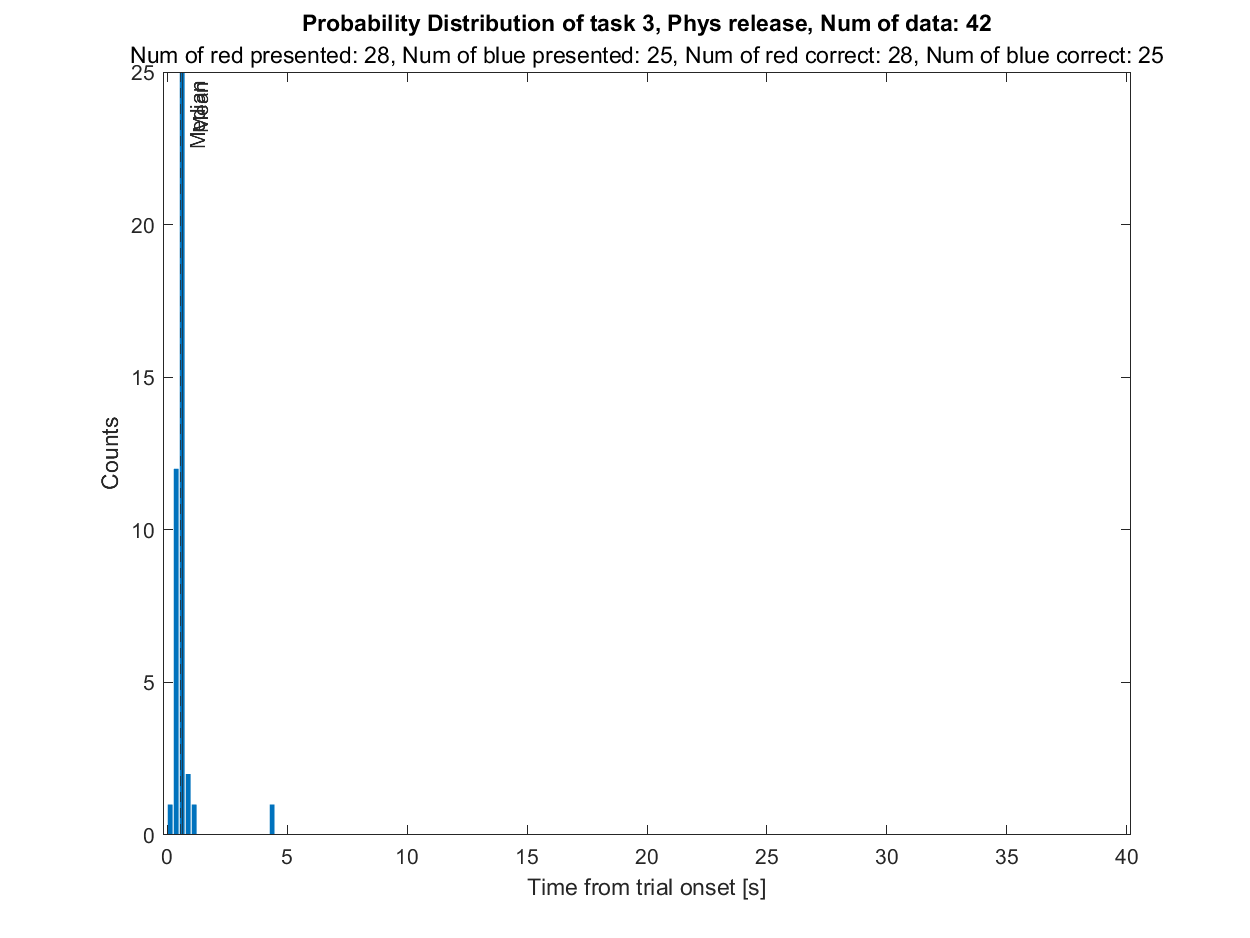 Probability Distribution of task 3, Phys release, Num of data: 42
Num of red presented: 28, Num of blue presented: 25, Num of red correct: 28, Num of blue correct: 25
25
20
15
10
5
0
Counts
Median
Mean
0 5 10 15 20 25 30 35 40
Time from trial onset [s]